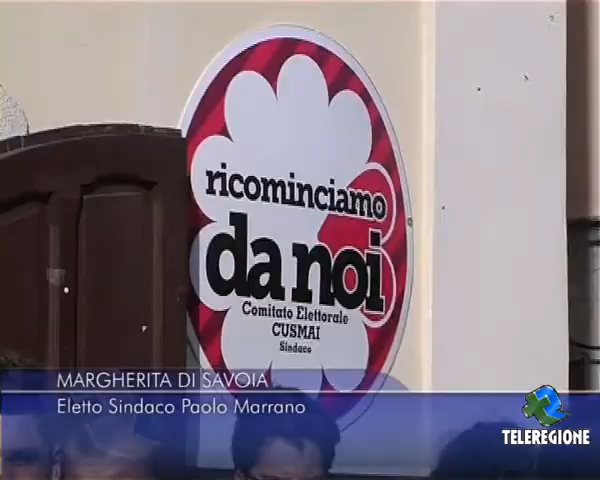 ricominciamo
da noi
Comitato Elettorale
CUSMAI
Sindaco
MARGHERITA DI SAVOIA
Eletto Sindaco Paolo Marrano
TELEREGIONE